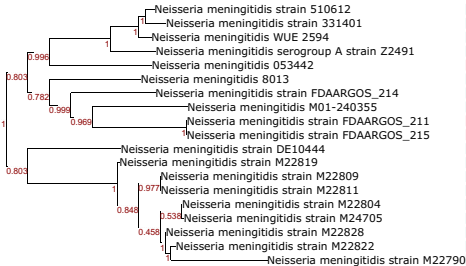 Neisseria meningitidis strain 510612
1
Neisseria meningitidis strain 331401
1
Neisseria meningitidis WUE 2594
1
Neisseria meningitidis serogroup A strain Z2491
0.996
Neisseria meningitidis 053442
0.803
Neisseria meningitidis 8013
0.782
Neisseria meningitidis strain FDAARGOS_214
0.999
Neisseria meningitidis M01-240355
0.969
Neisseria meningitidis strain FDAARGOS_211
1
Neisseria meningitidis strain FDAARGOS_215
1
Neisseria meningitidis strain DE10444
0.803
Neisseria meningitidis strain M22819
1
Neisseria meningitidis strain M22809
0.977
Neisseria meningitidis strain M22811
0.848
Neisseria meningitidis strain M22804
0.538
Neisseria meningitidis strain M24705
0.458
Neisseria meningitidis strain M22828
1
Neisseria meningitidis strain M22822
1
Neisseria meningitidis strain M22790